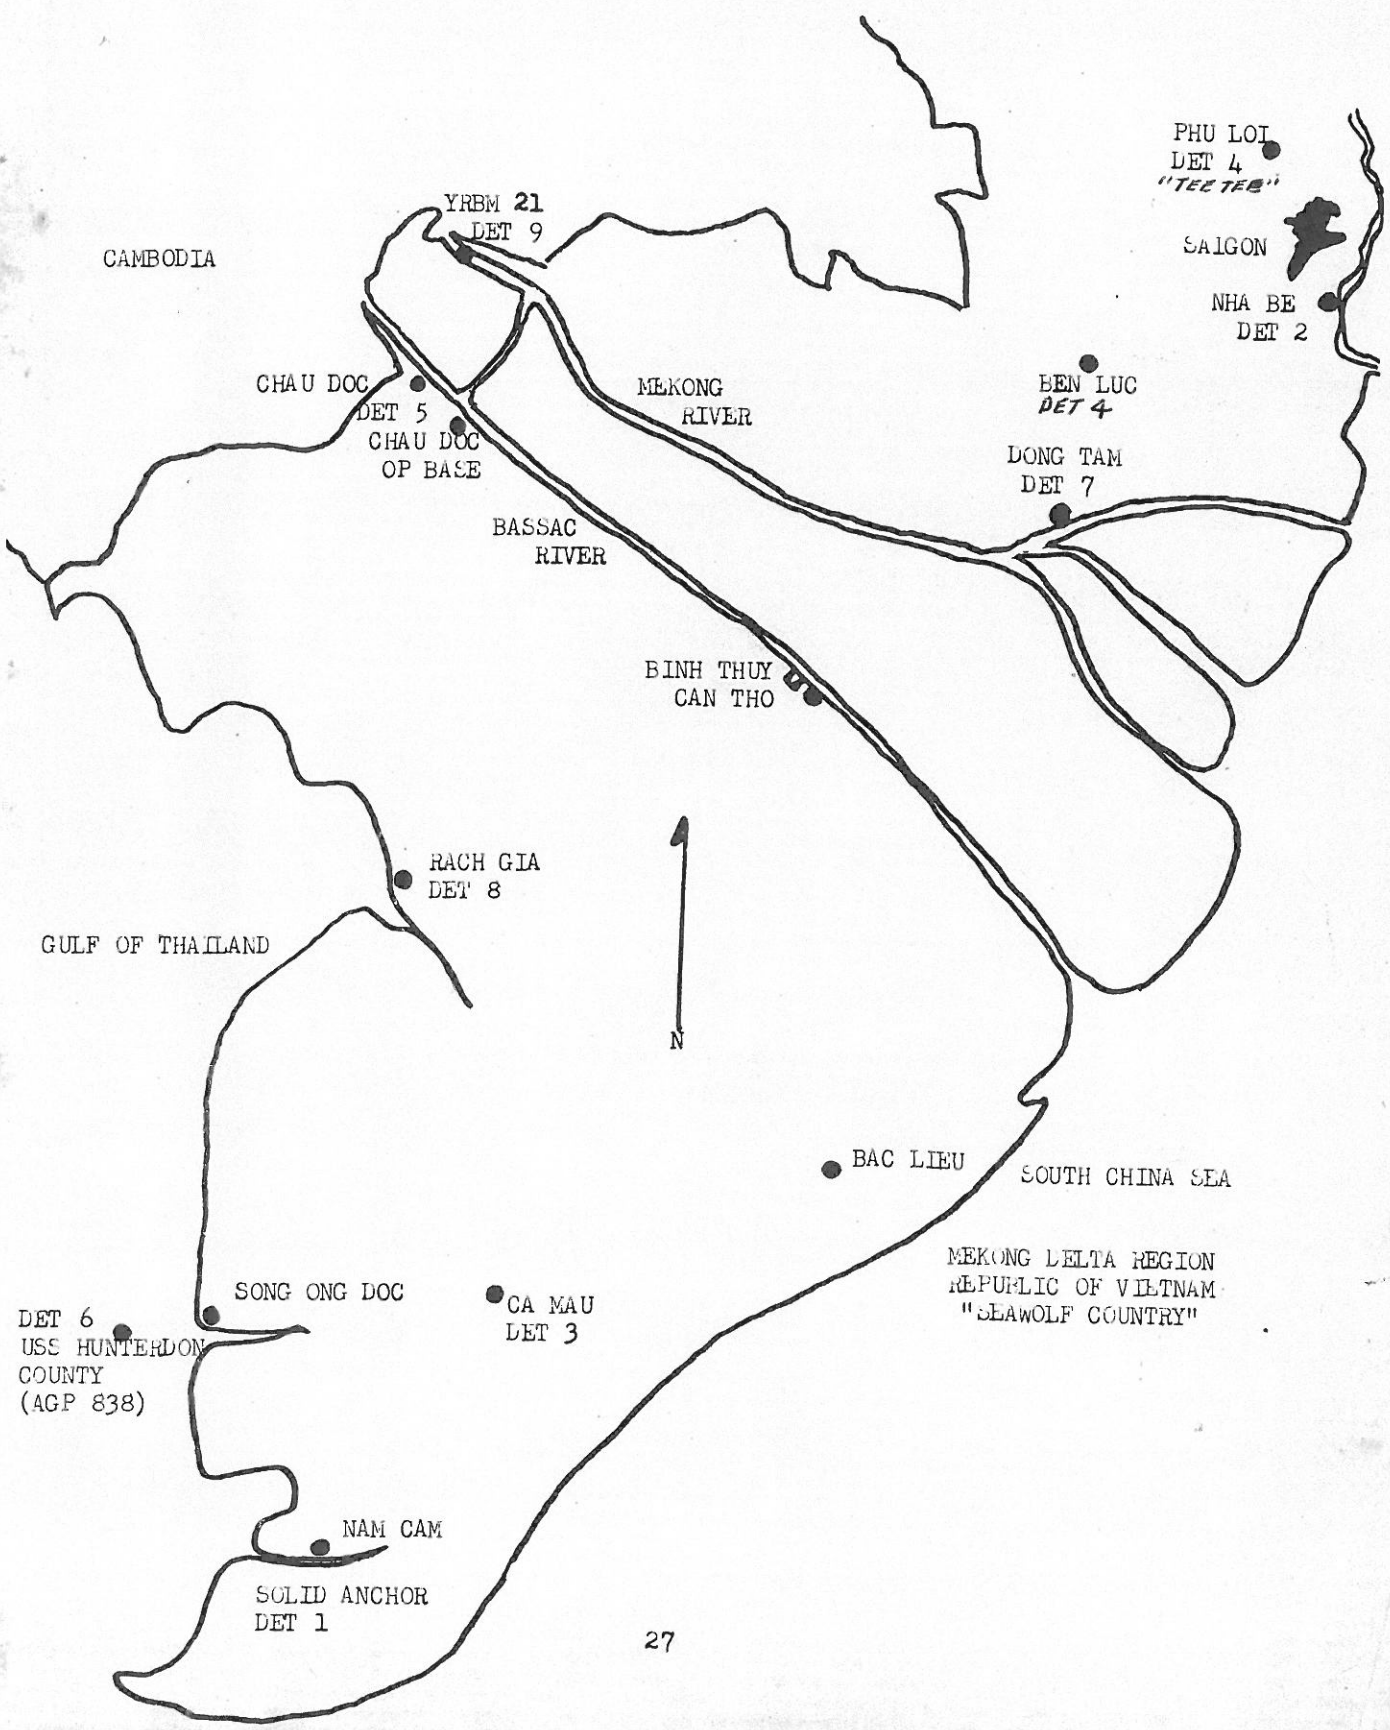 PHU LOI
DET 4
"TEE TEE"
YRBM 21
DET 9
CAMBODIA
SAIGON
NHA BE
DET 2
CHAU DOC
DET 5
CHAU DOC
OP BASE
MEKONG
RIVER
BEN LUC
DET 4
DONG TAM
DET 7
BASSAC
RIVER
BINH THUY
CAN THO
RACH GIA
DET 8
GULF OF THAILAND
N
BAC LIEU
SOUTH CHINA SEA
MEKONG DELTA REGION
REPUBLIC OF VIETNAM
"SEAWOLF COUNTRY"
SONG ONG DOC
CA MAU
DET 3
DET 6
USS HUNTERDON
COUNTY
(AGP 838)
NAM CAM
SOLID ANCHOR
DET 1
27